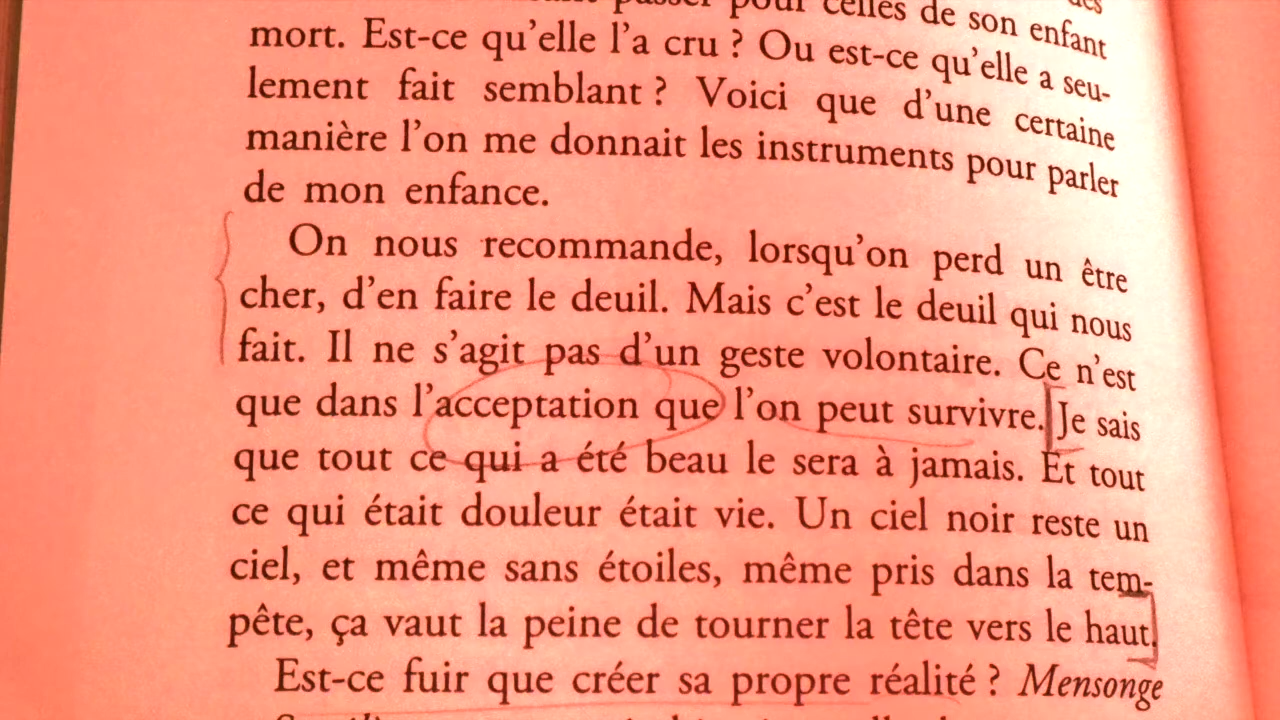 passer pour celles de son enfant
mort. Est-ce qu'elle l'a cru ? Ou est-ce qu'elle a seu-
lement fait semblant ? Voici que d'une certaine
manière l'on me donnait les instruments pour parler
de mon enfance.
On nous recommande, lorsqu'on perd un être
cher, d'en faire le deuil. Mais c'est le deuil qui nous
fait. Il ne s'agit pas d'un geste volontaire. Ce n'est
que dans l'acceptation que l'on peut survivre. Je sais
que tout ce qui a été beau le sera à jamais. Et tout
ce qui était douleur était vie. Un ciel noir reste un
ciel, et même sans étoiles, même pris dans la tem-
pête, ça vaut la peine de tourner la tête vers le haut.
Est-ce fuir que créer sa propre réalité ? Mensonge